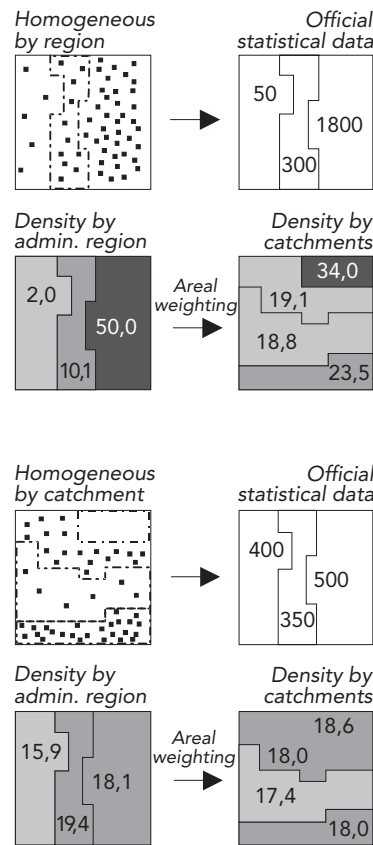 Homogeneous
by region
Official
statistical data
50
1800
300
Density by
admin. region
Density by
catchments
2,0
50,0
10,1
Areal
weighting
34,0
19,1
18,8
23,5
Homogeneous
by catchment
Official
statistical data
400
500
350
Density by
admin. region
Density by
catchments
15,9
18,1
19,4
Areal
weighting
18,6
18,0
17,4
18,0